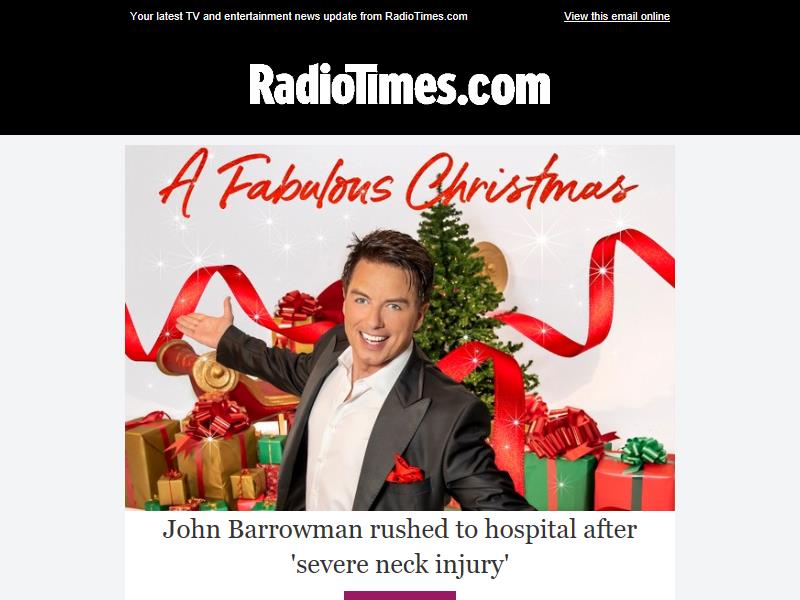 Your latest TV and entertainment news update from RadioTimes.com
View this email online
RadioTimes.com
A Fabulous Christmas
John Barrowman rushed to hospital after
'severe neck injury'